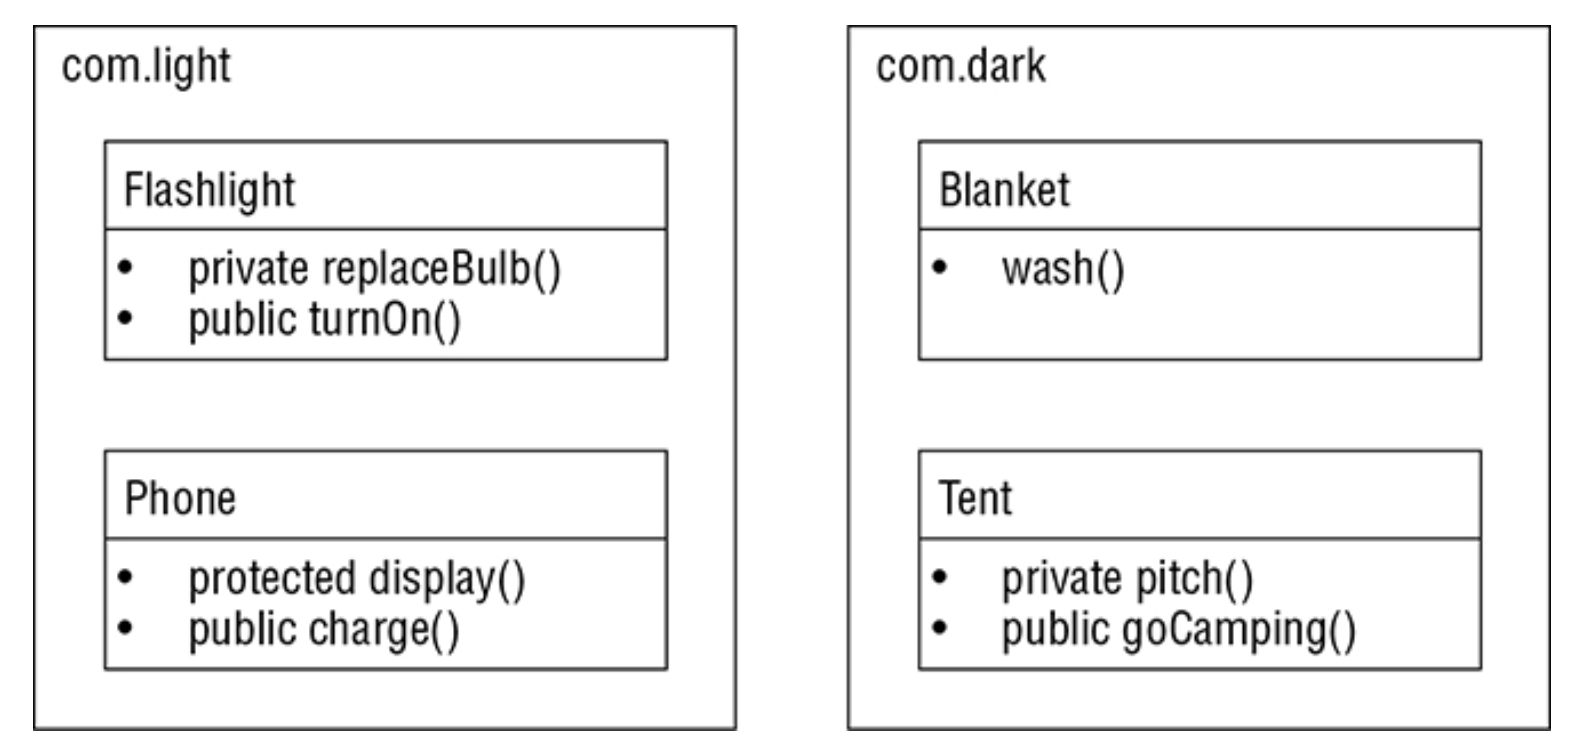 com.light
Flashlight
• private replaceBulb()
• public turnOn()
Phone
• protected display()
• public charge()
com.dark
Blanket
• wash()
Tent
• private pitch()
• public goCamping()